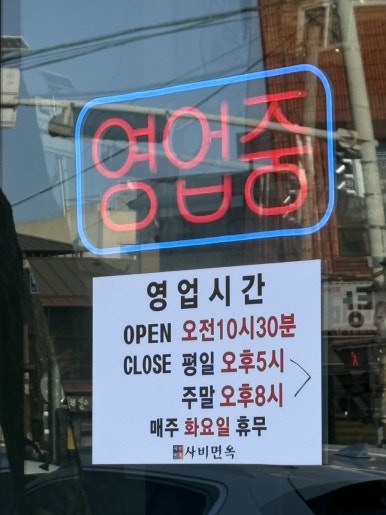 영업중
영업시간
OPEN 오전10시30분
CLOSE 평일 오후5시
주말 오후8시
매주 화요일 휴무
사비면옥